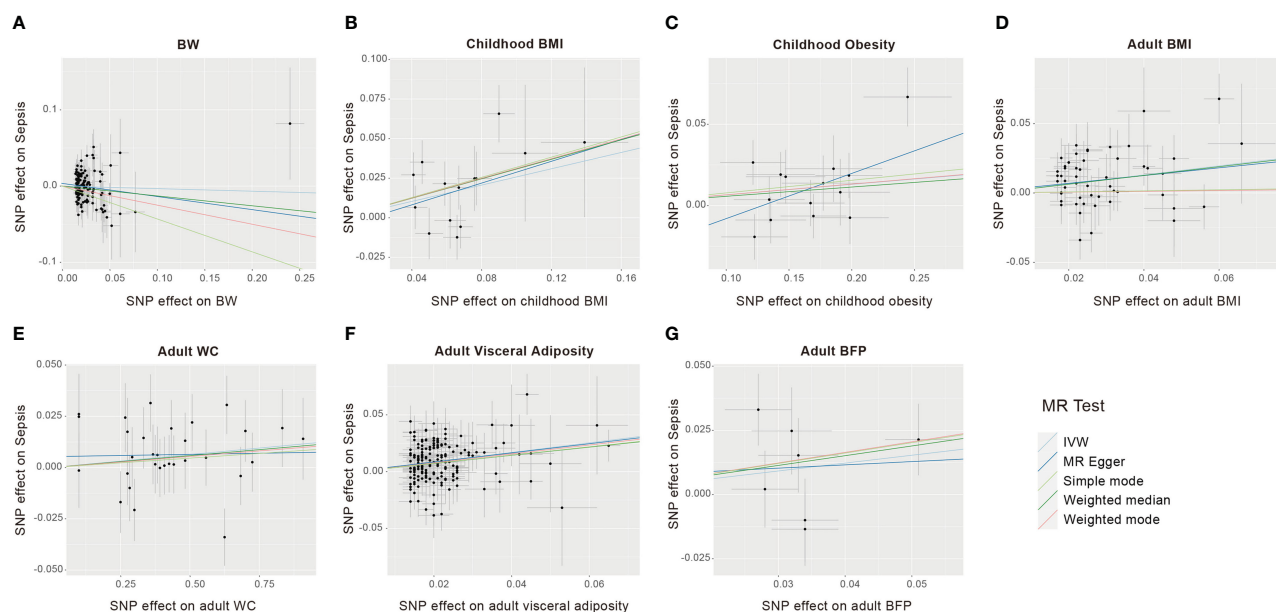 A
BW
SNP effect on Sepsis
0.1
0.0
-0.1
0.00
0.05
0.10
0.15
0.20
0.25
SNP effect on BW
B
Childhood BMI
SNP effect on Sepsis
0.100
0.075
0.050
0.025
0.000
-0.025
0.04
0.08
0.12
0.16
SNP effect on childhood BMI
C
Childhood Obesity
SNP effect on Sepsis
0.05
0.00
0.10
0.15
0.20
0.25
SNP effect on childhood obesity
D
Adult BMI
SNP effect on Sepsis
0.05
0.00
-0.05
0.02
0.04
0.06
SNP effect on adult BMI
E
Adult WC
SNP effect on Sepsis
0.050
0.025
0.000
-0.025
-0.050
0.25
0.50
0.75
SNP effect on adult WC
F
Adult Visceral Adiposity
SNP effect on Sepsis
0.05
0.00
-0.05
0.02
0.04
0.06
SNP effect on adult visceral adiposity
G
Adult BFP
SNP effect on Sepsis
0.050
0.025
0.000
-0.025
0.03
0.04
0.05
SNP effect on adult BFP
MR Test
IVW
MR Egger
Simple mode
Weighted median
Weighted mode